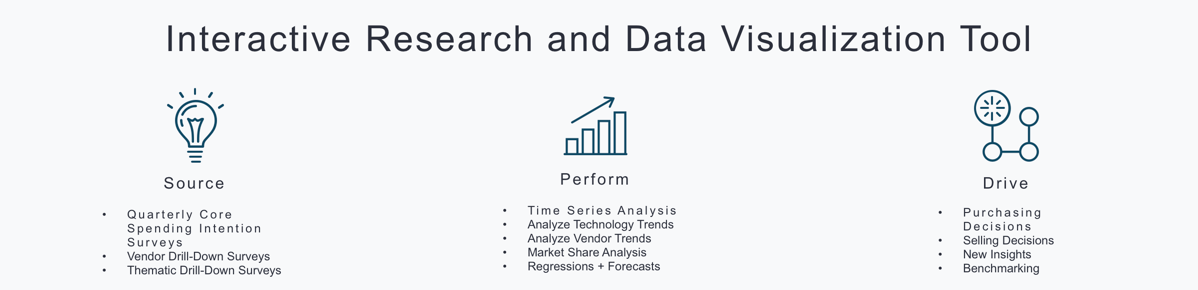 Interactive Research and Data Visualization Tool
Source
• Quarterly Core
Spending Intention
Surveys
• Vendor Drill-Down Surveys
• Thematic Drill-Down Surveys
Perform
• Time Series Analysis
• Analyze Technology Trends
• Analyze Vendor Trends
• Market Share Analysis
• Regressions + Forecasts
Drive
• Purchasing
Decisions
• Selling Decisions
• New Insights
• Benchmarking